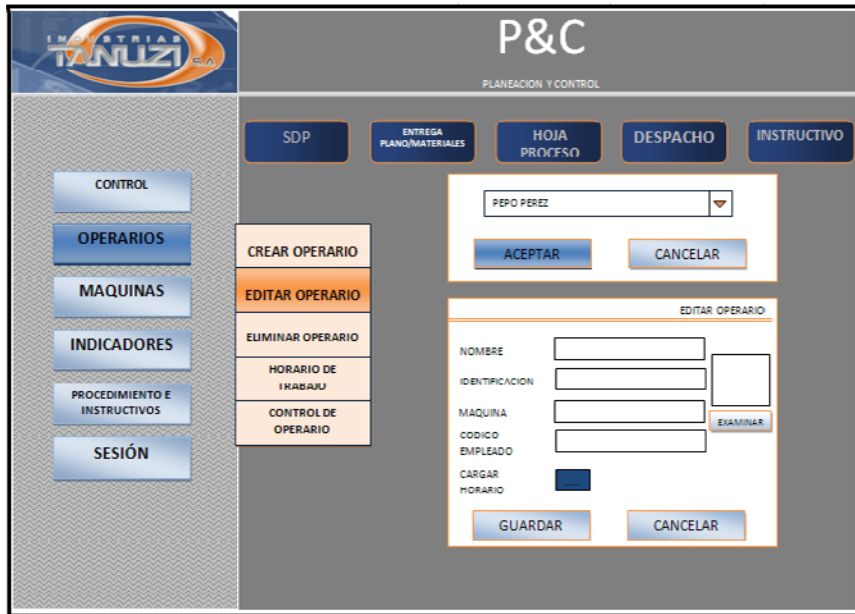 INDUSTRIAS
TANUZI S.A
P&C
PLANEACION Y CONTROL
SDP
ENTREGA
PLANO/MATERIALES
HOJA
PROCESO
DESPACHO
INSTRUCTIVO
CONTROL
OPERARIOS
MAQUINAS
INDICADORES
PROCEDIMIENTO E
INSTRUCTIVOS
SESIÓN
CREAR OPERARIO
EDITAR OPERARIO
ELIMINAR OPERARIO
HORARIO DE
TRABAJO
CONTROL DE
OPERARIO
PEPO PEREZ
ACEPTAR
CANCELAR
EDITAR OPERARIO
NOMBRE
IDENTIFICACION
MAQUINA
CODIGO
EMPLEADO
CARGAR
HORARIO
EXAMINAR
GUARDAR
CANCELAR